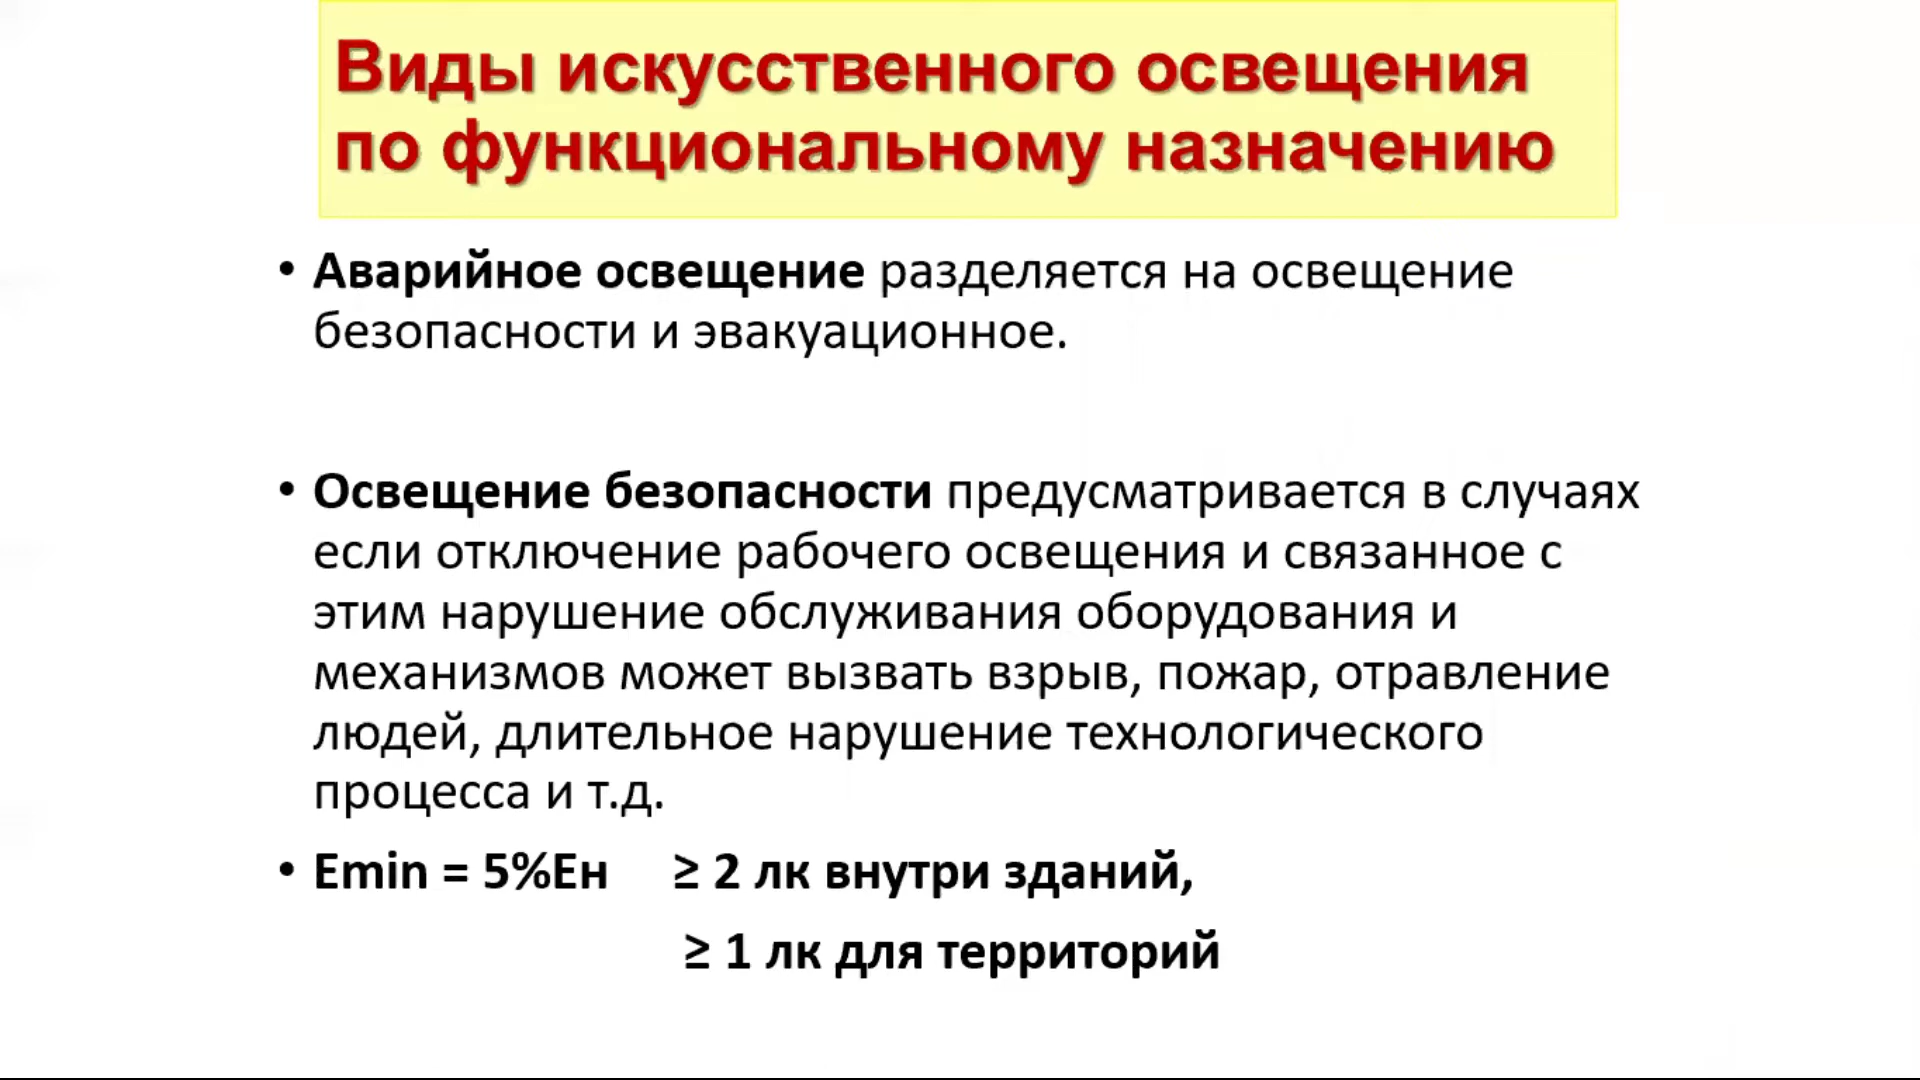 Виды искусственного освещения
по функциональному назначению
• Аварийное освещение разделяется на освещение
безопасности и эвакуационное.
• Освещение безопасности предусматривается в случаях
если отключение рабочего освещения и связанное с
этим нарушение обслуживания оборудования и
механизмов может вызвать взрыв, пожар, отравление
людей, длительное нарушение технологического
процесса и т.д.
• Emin = 5%Ен ≥ 2 лк внутри зданий,
≥ 1 лк для территорий